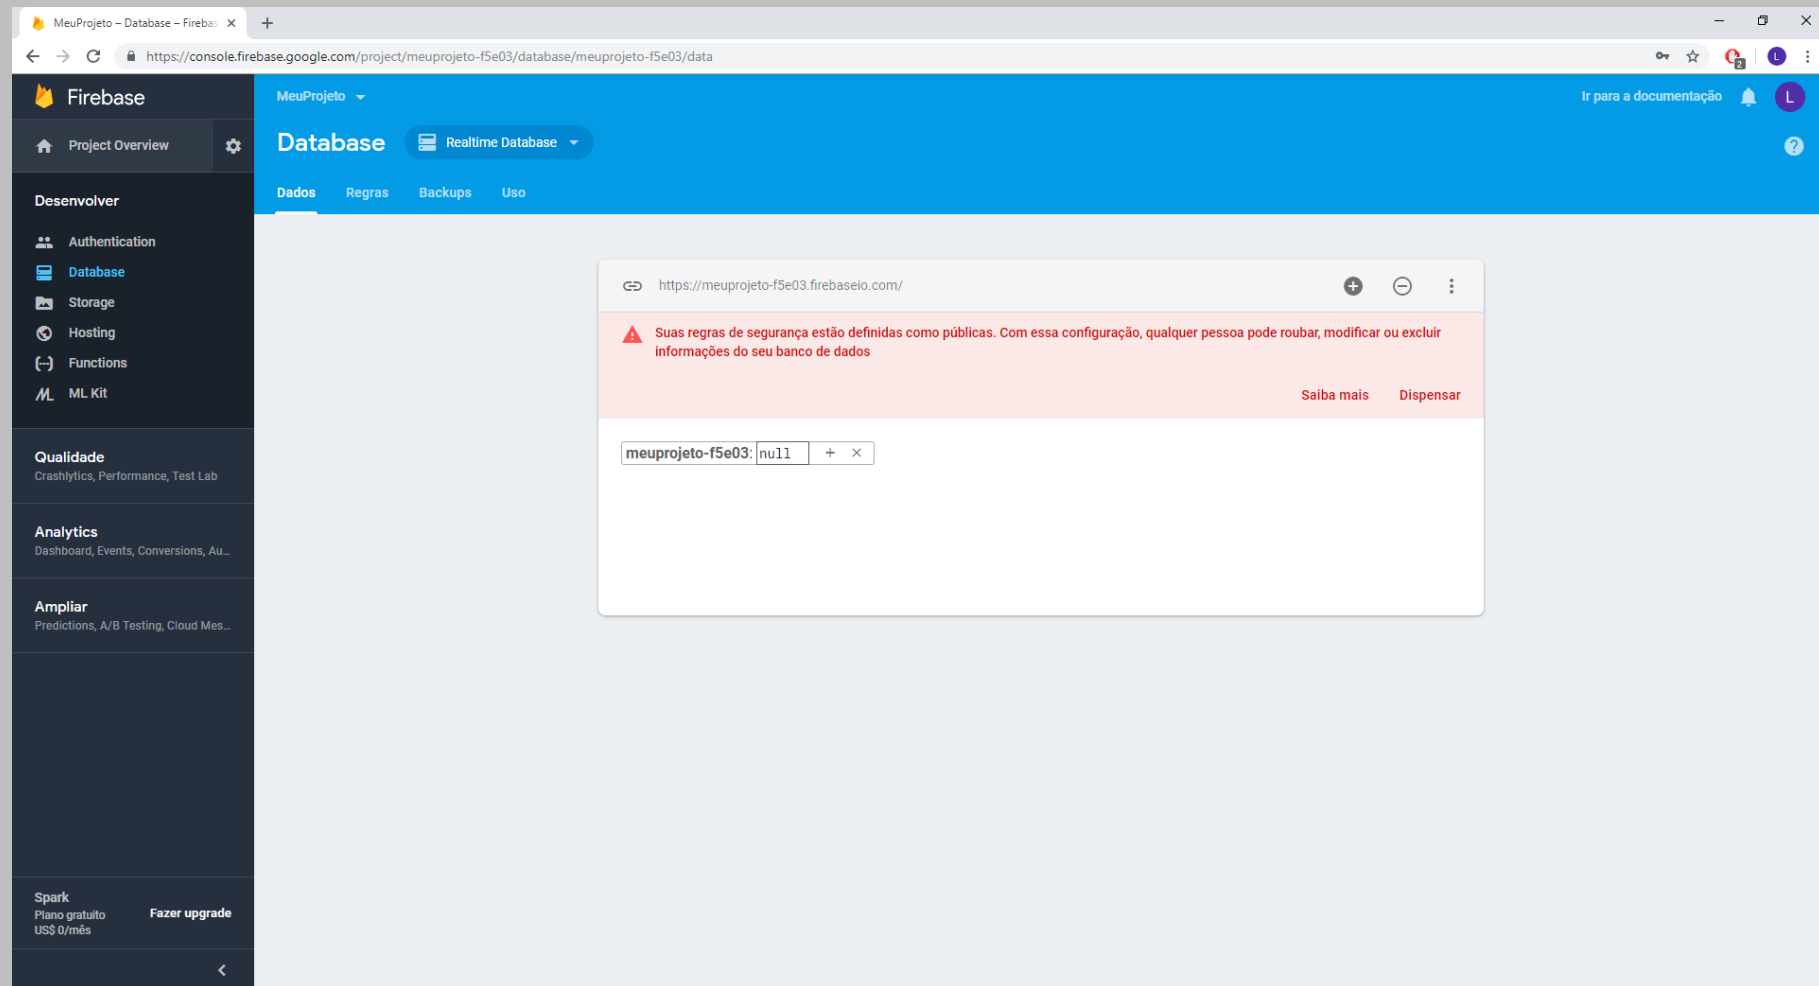 MeuProjeto – Database – Firebas
https://console.firebase.google.com/project/meuprojeto-f5e03/database/meuprojeto-f5e03/data
2
L
Firebase
MeuProjeto
Ir para a documentação
L
Project Overview
Database
Realtime Database
?
Dados Regras Backups Uso
Desenvolver
Authentication
Database
Storage
Hosting
Functions
ML Kit
Qualidade
Crashlytics, Performance, Test Lab
Analytics
Dashboard, Events, Conversions, Au...
Ampliar
Predictions, A/B Testing, Cloud Mes...
Spark
Plano gratuito
US$ 0/mês
Fazer upgrade
https://meuprojeto-f5e03.firebaseio.com/
Suas regras de segurança estão definidas como públicas. Com essa configuração, qualquer pessoa pode roubar, modificar ou excluir
informações do seu banco de dados
Saiba mais Dispensar
meuprojeto-f5e03: null + ×